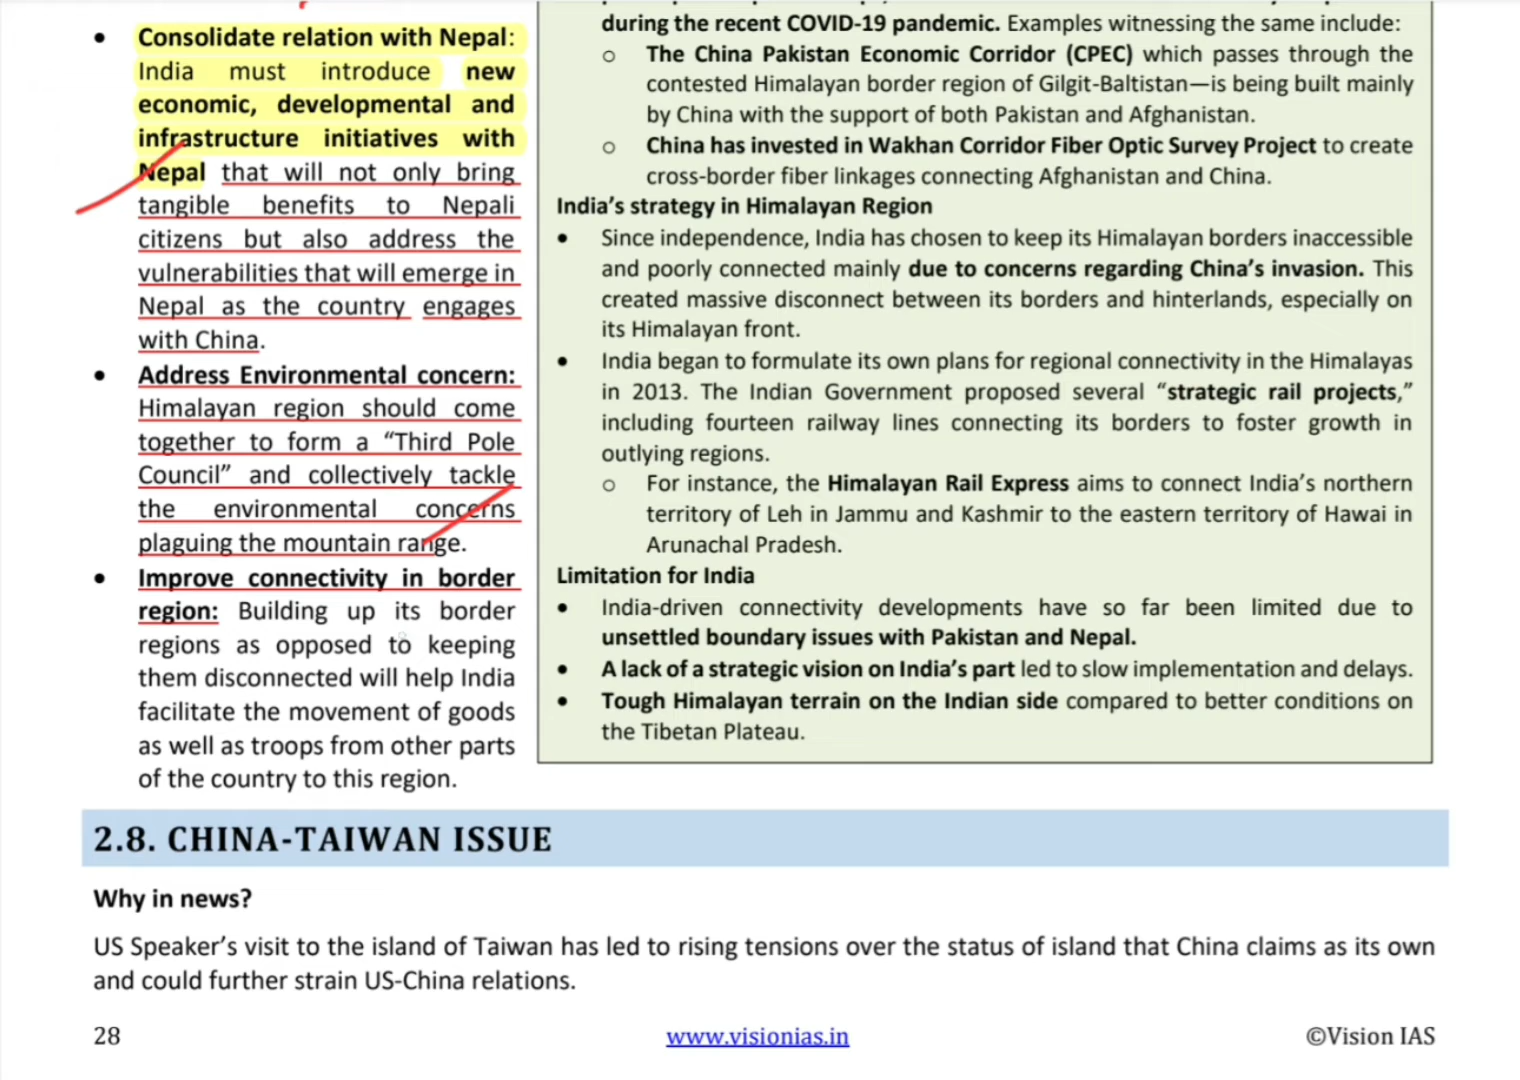 • Consolidate relation with Nepal:
India must introduce new
economic, developmental and
infrastructure initiatives with
Nepal that will not only bring
tangible benefits to Nepali
citizens but also address the
vulnerabilities that will emerge in
Nepal as the country engages
with China.
• Address Environmental concern:
Himalayan region should come
together to form a “Third Pole
Council” and collectively tackle
the environmental concerns
plaguing the mountain range.
• Improve connectivity in border
region: Building up its border
regions as opposed to keeping
them disconnected will help India
facilitate the movement of goods
as well as troops from other parts
of the country to this region.
during the recent COVID-19 pandemic. Examples witnessing the same include:
o The China Pakistan Economic Corridor (CPEC) which passes through the
contested Himalayan border region of Gilgit-Baltistan—is being built mainly
by China with the support of both Pakistan and Afghanistan.
o China has invested in Wakhan Corridor Fiber Optic Survey Project to create
cross-border fiber linkages connecting Afghanistan and China.
India’s strategy in Himalayan Region
• Since independence, India has chosen to keep its Himalayan borders inaccessible
and poorly connected mainly due to concerns regarding China’s invasion. This
created massive disconnect between its borders and hinterlands, especially on
its Himalayan front.
• India began to formulate its own plans for regional connectivity in the Himalayas
in 2013. The Indian Government proposed several “strategic rail projects,”
including fourteen railway lines connecting its borders to foster growth in
outlying regions.
o For instance, the Himalayan Rail Express aims to connect India’s northern
territory of Leh in Jammu and Kashmir to the eastern territory of Hawai in
Arunachal Pradesh.
Limitation for India
• India-driven connectivity developments have so far been limited due to
unsettled boundary issues with Pakistan and Nepal.
• A lack of a strategic vision on India’s part led to slow implementation and delays.
• Tough Himalayan terrain on the Indian side compared to better conditions on
the Tibetan Plateau.
2.8. CHINA-TAIWAN ISSUE
Why in news?
US Speaker’s visit to the island of Taiwan has led to rising tensions over the status of island that China claims as its own
and could further strain US-China relations.
28 www.visionias.in ©Vision IAS